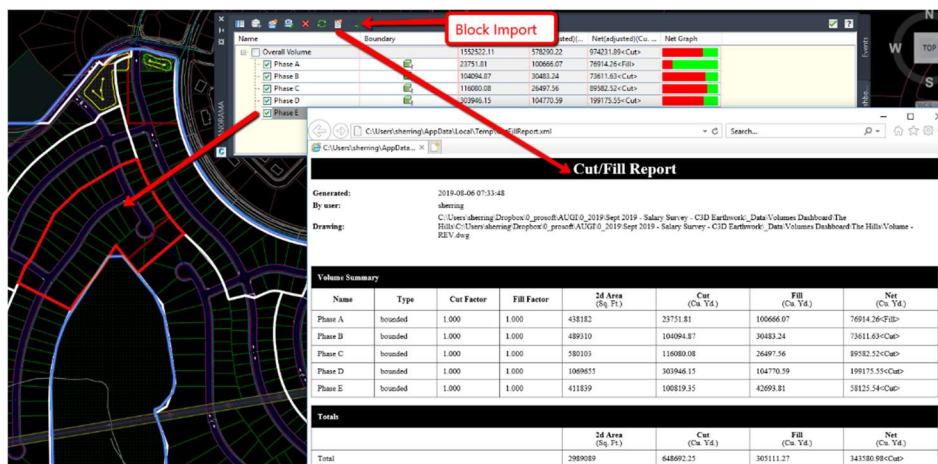 Block Import
Name Boundary usted)(... Net(adjusted)(Cu. ... Net Graph
Overall Volume 1552522.11 578290.22 974231.89<Cut>
Phase A 23751.81 100666.07 76914.26<Fill>
Phase B 104094.87 30483.24 73611.63<Cut>
Phase C 116080.08 26497.56 89582.52<Cut>
Phase D 303946.15 104770.59 199175.55<Cut>
Phase E
PANORAMA
Events
N
W TOP
S
C:\Users\sherring\AppData\Local\Temp\CutFillReport.xml Search...
C:\Users\sherring\AppData...
Cut/Fill Report
Generated: 2019-08-06 07:33:48
By user: sherring
Drawing: C:\Users\sherring\Dropbox\0_prosoft\AUGI\0_2019\Sept 2019 - Salary Survey - C3D Earthwork\_Data\Volumes Dashboard\The
Hills\C:\Users\sherring\Dropbox\0_prosoft\AUGI\0_2019\Sept 2019 - Salary Survey - C3D Earthwork\_Data\Volumes Dashboard\The Hills\Volume -
REV.dwg
Volume Summary
Name Type Cut Factor Fill Factor 2d Area (Sq. Ft.) Cut (Cu. Yd.) Fill (Cu. Yd.) Net (Cu. Yd.)
Phase A bounded 1.000 1.000 438182 23751.81 100666.07 76914.26<Fill>
Phase B bounded 1.000 1.000 489310 104094.87 30483.24 73611.63<Cut>
Phase C bounded 1.000 1.000 580103 116080.08 26497.56 89582.52<Cut>
Phase D bounded 1.000 1.000 1069655 303946.15 104770.59 199175.55<Cut>
Phase E bounded 1.000 1.000 411839 100819.35 42693.81 58125.54<Cut>
Totals
2d Area (Sq. Ft.) Cut (Cu. Yd.) Fill (Cu. Yd.) Net (Cu. Yd.)
Total 2989089 648692.25 305111.27 343580.98<Cut>